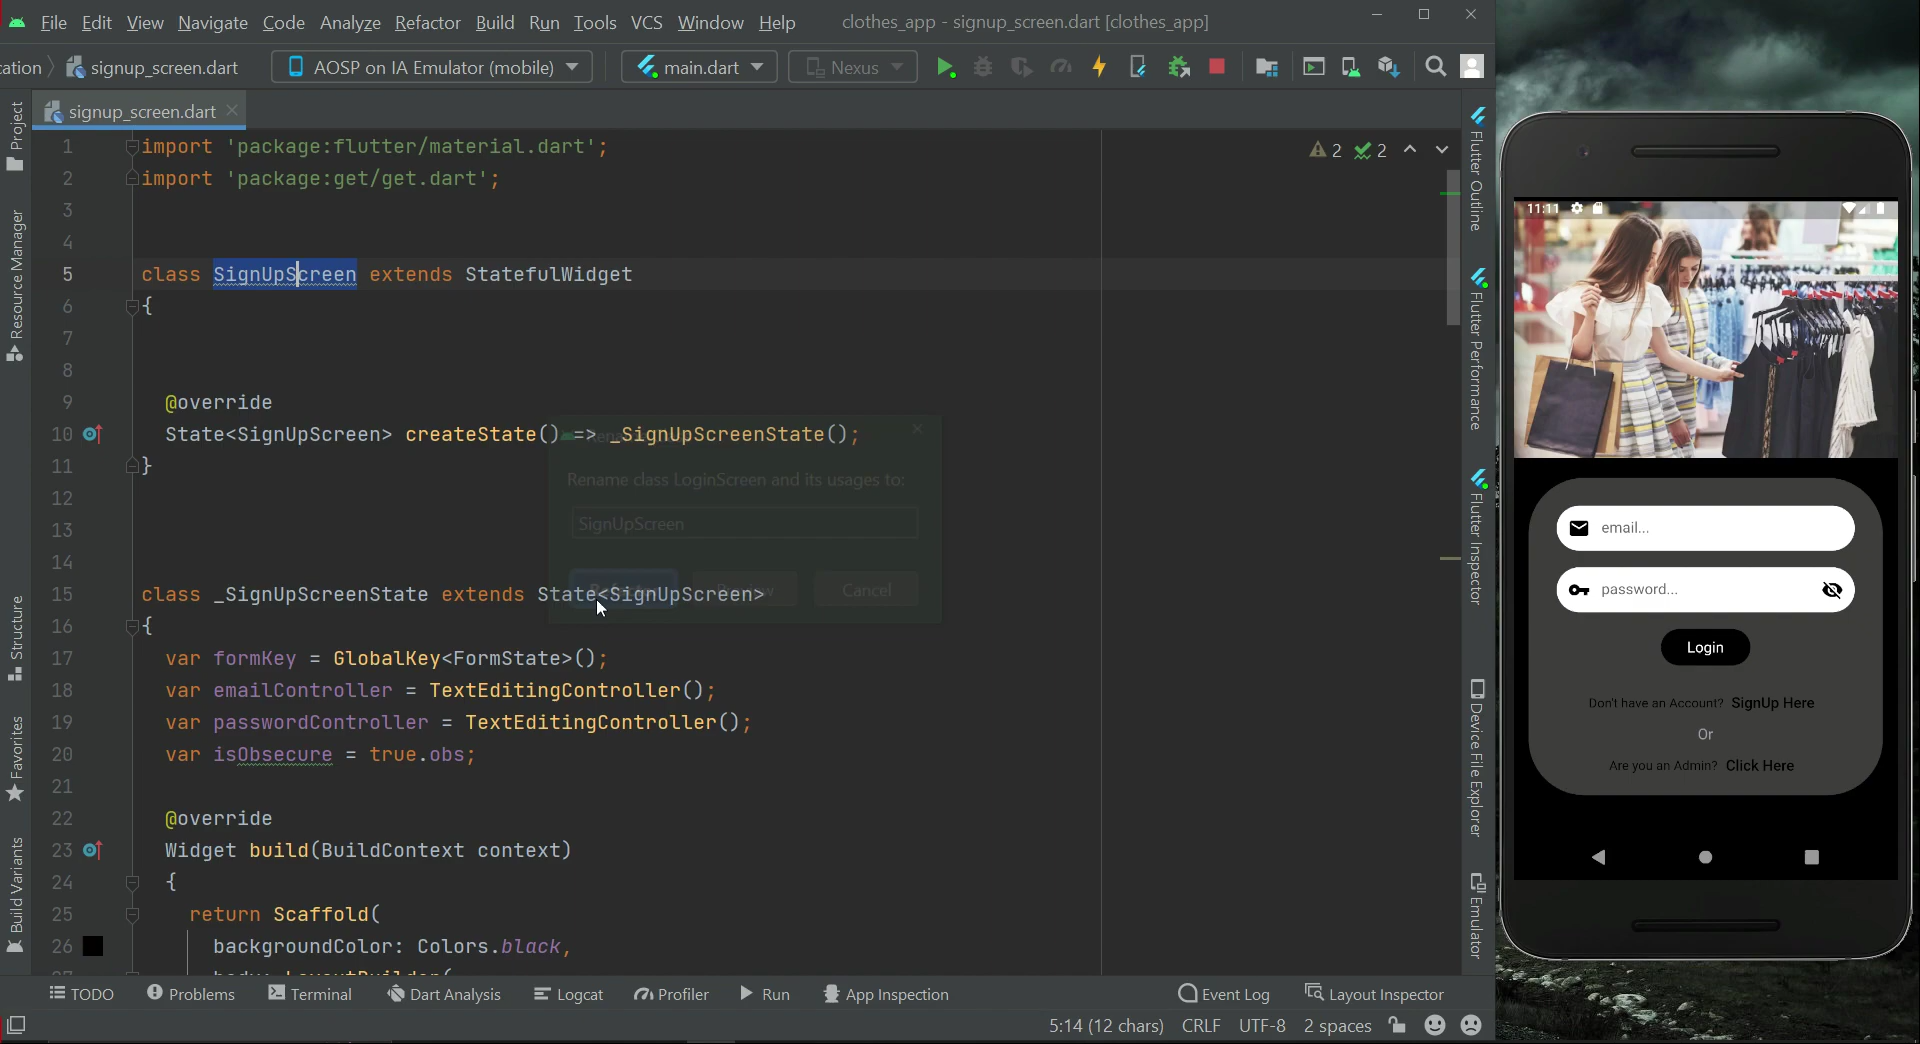 File Edit View Navigate Code Analyze Refactor Build Run Tools VCS Window Help clothes_app - signup_screen.dart [clothes_app]
cation signup_screen.dart AOSP on IA Emulator (mobile) main.dart Nexus
signup_screen.dart
1 import 'package:flutter/material.dart';
2 import 'package:get/get.dart';
3
4
5 class SignUpScreen extends StatefulWidget
6 {
7
8
9 @override
10 State<SignUpScreen> createState() => _SignUpScreenState();
11 }
12
13
14
15 class _SignUpScreenState extends State<SignUpScreen>
16 {
17 var formKey = GlobalKey<FormState>();
18 var emailController = TextEditingController();
19 var passwordController = TextEditingController();
20 var isObsecure = true.obs;
21
22 @override
23 Widget build(BuildContext context)
24 {
25 return Scaffold(
26 backgroundColor: Colors.black,
2 2
Rename class LoginScreen and its usages to:
SignUpScreen
Cancel
Project
Resource Manager
Structure
Favorites
Build Variants
Flutter Outline
Flutter Performance
Flutter Inspector
Device File Explorer
Emulator
TODO Problems Terminal Dart Analysis Logcat Profiler Run App Inspection Event Log Layout Inspector
5:14 (12 chars) CRLF UTF-8 2 spaces
11:11
email...
password...
Login
Don't have an Account? SignUp Here
Or
Are you an Admin? Click Here